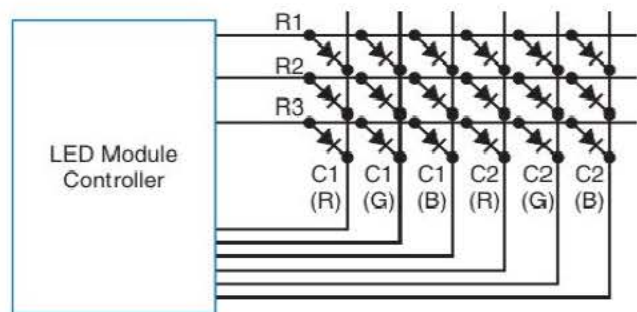 R1
R2
R3
LED Module
Controller
C1 C1 C1 C2 C2 C2
(R) (G) (B) (R) (G) (B)